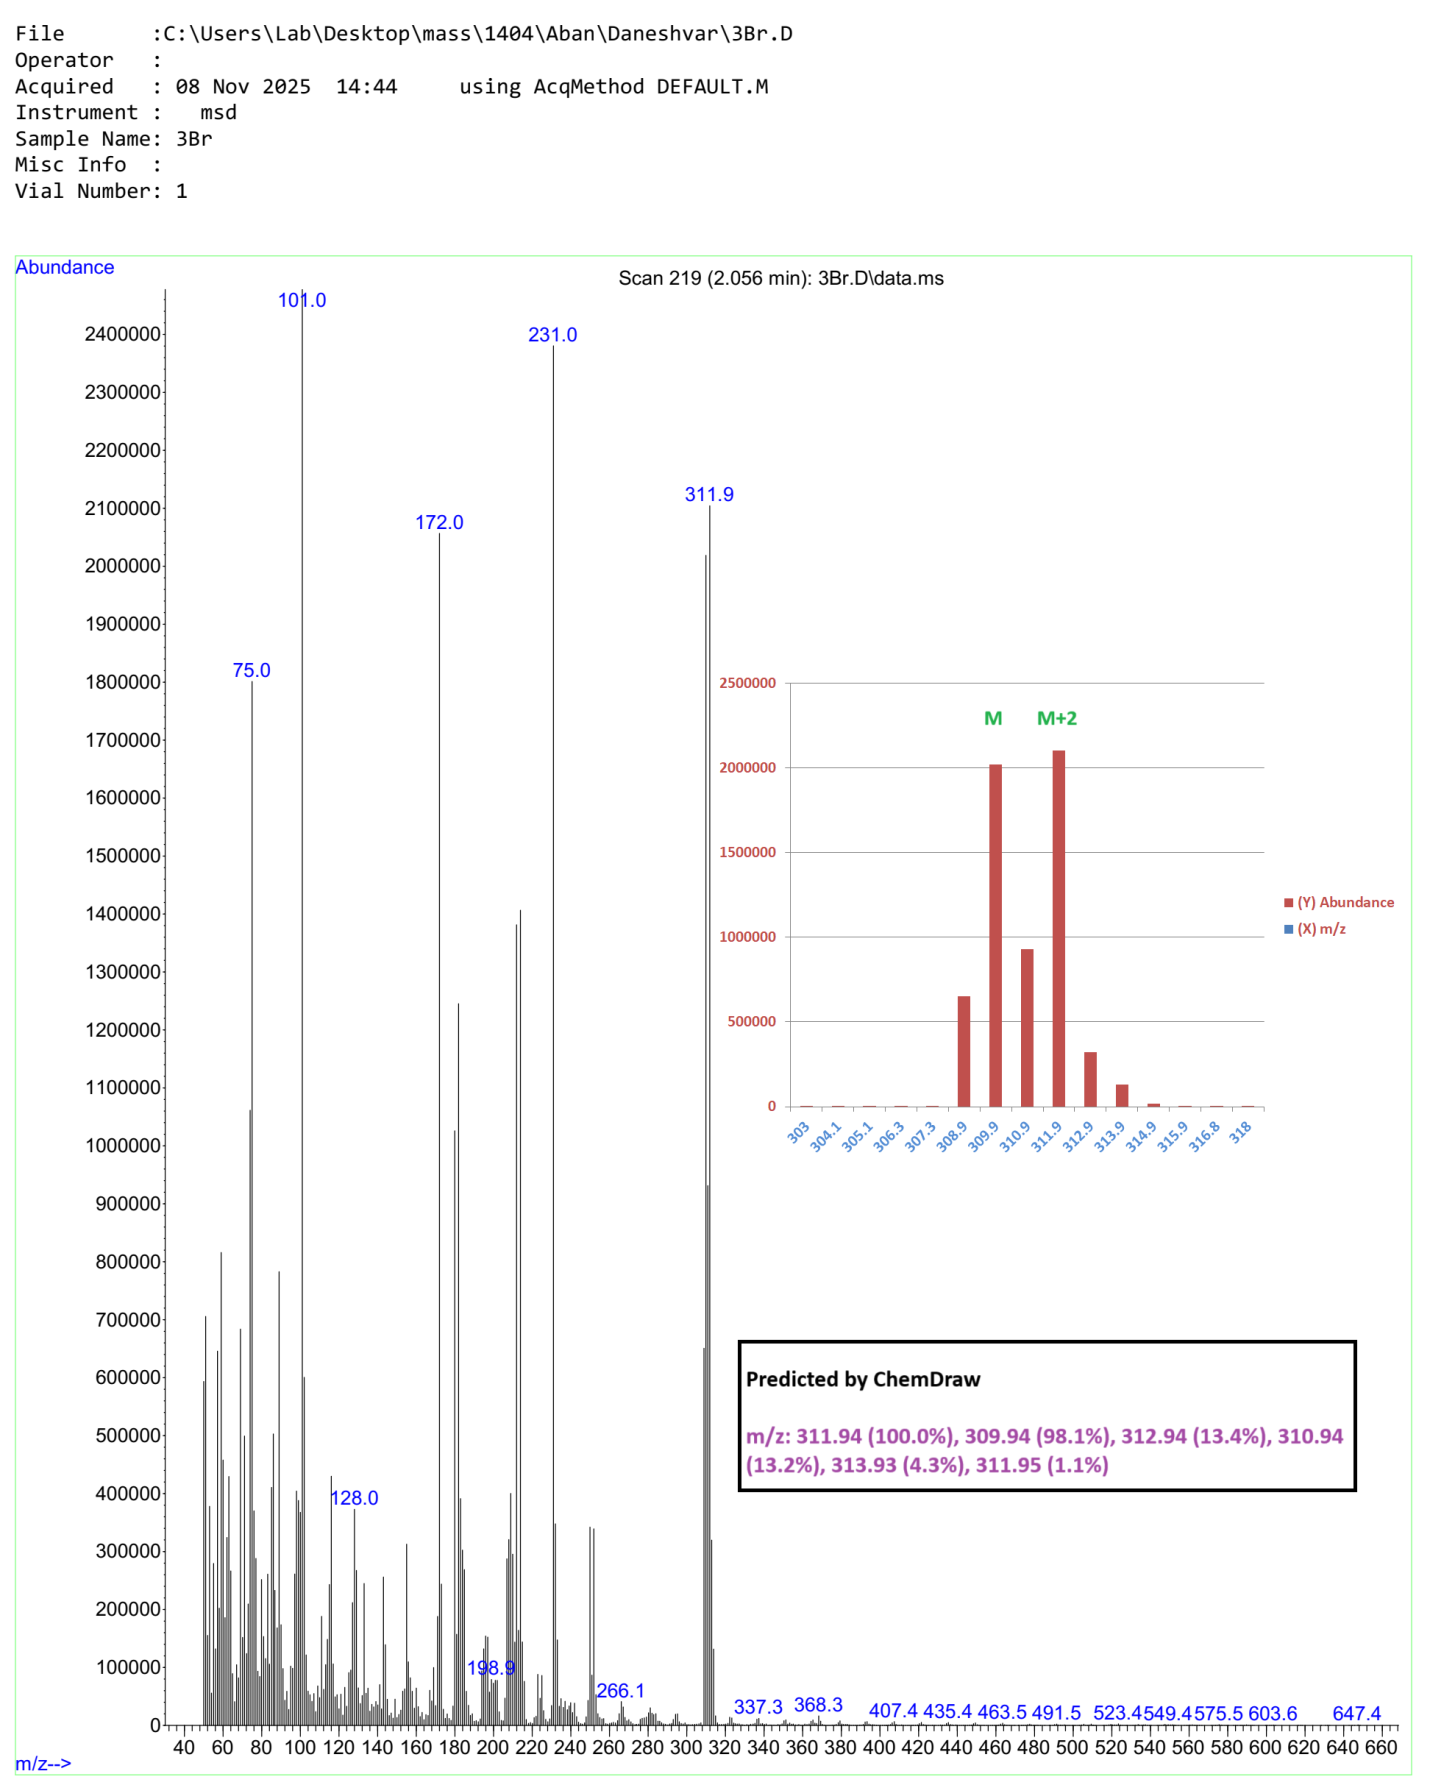 File       :C:\Users\Lab\Desktop\mass\1404\Aban\Daneshvar\3Br.D
Operator   :
Acquired   : 08 Nov 2025  14:44     using AcqMethod DEFAULT.M
Instrument :   msd
Sample Name: 3Br
Misc Info  :
Vial Number: 1
Abundance
Scan 219 (2.056 min): 3Br.D\data.ms
101.0
2400000
231.0
2300000
2200000
311.9
2100000
172.0
2000000
1900000
75.0
1800000
1700000
1600000
1500000
1400000
1300000
1200000
1100000
1000000
900000
800000
700000
600000
500000
400000
128.0
300000
200000
100000
198.9
266.1
337.3 368.3 407.4 435.4 463.5 491.5 523.4 549.4 575.5 603.6 647.4
0
40 60 80 100 120 140 160 180 200 220 240 260 280 300 320 340 360 380 400 420 440 460 480 500 520 540 560 580 600 620 640 660
m/z-->
2500000
M M+2
2000000
1500000
1000000
500000
0
303 304.1 305.1 306.3 307.3 308.9 309.9 310.9 311.9 312.9 313.9 314.9 315.9 316.8 318
(Y) Abundance
(X) m/z
Predicted by ChemDraw
m/z: 311.94 (100.0%), 309.94 (98.1%), 312.94 (13.4%), 310.94
(13.2%), 313.93 (4.3%), 311.95 (1.1%)